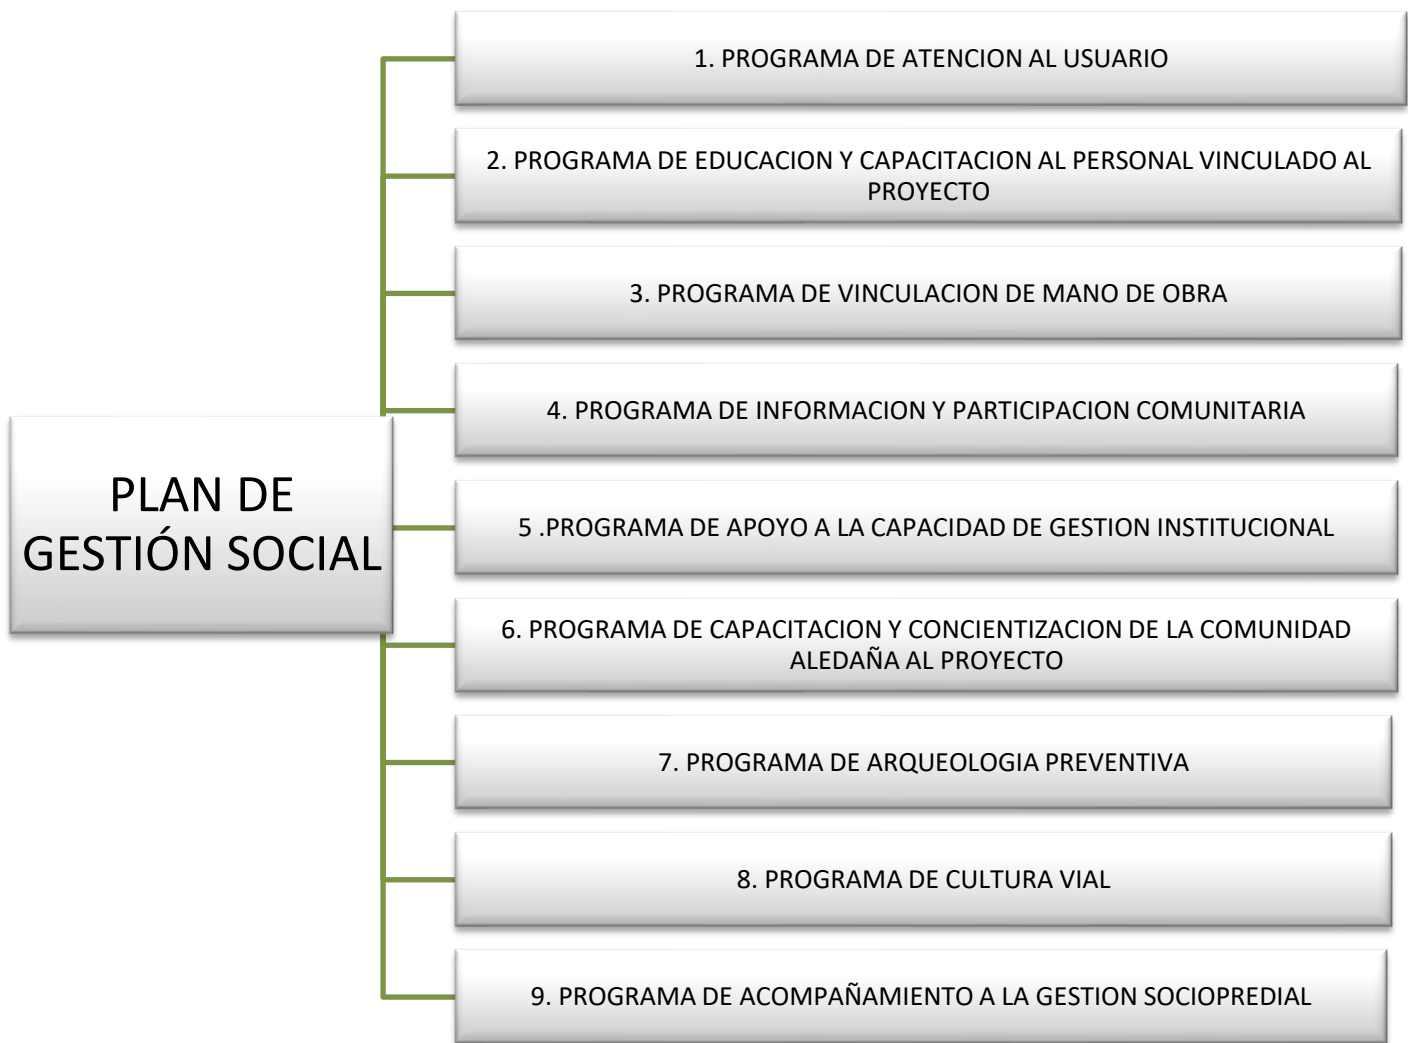 1. PROGRAMA DE ATENCION AL USUARIO
2. PROGRAMA DE EDUCACION Y CAPACITACION AL PERSONAL VINCULADO AL
PROYECTO
3. PROGRAMA DE VINCULACION DE MANO DE OBRA
4. PROGRAMA DE INFORMACION Y PARTICIPACION COMUNITARIA
PLAN DE
GESTIÓN SOCIAL
5 .PROGRAMA DE APOYO A LA CAPACIDAD DE GESTION INSTITUCIONAL
6. PROGRAMA DE CAPACITACION Y CONCIENTIZACION DE LA COMUNIDAD
ALEDAÑA AL PROYECTO
7. PROGRAMA DE ARQUEOLOGIA PREVENTIVA
8. PROGRAMA DE CULTURA VIAL
9. PROGRAMA DE ACOMPAÑAMIENTO A LA GESTION SOCIOPREDIAL